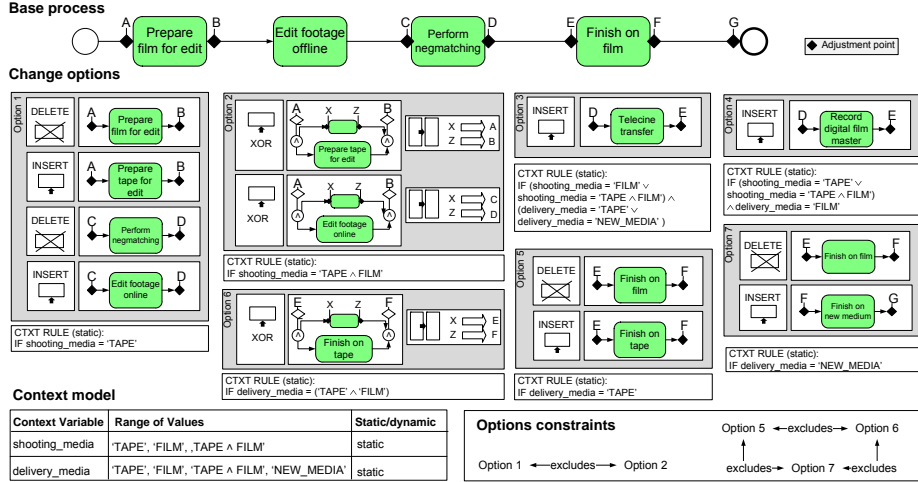 Base process
A
Prepare
film for edit
B
Edit footage
offline
C
Perform
negmatching
D
E
Finish on
film
F
G
Adjustment point
Change options
Option 1
DELETE
A
Prepare
film for edit
B
INSERT
A
Prepare
tape for
edit
B
DELETE
C
Perform
negmatching
D
INSERT
C
Edit footage
online
D
CTXT RULE (static):
IF shooting_media = 'TAPE'
Option 2
XOR
A
X
Z
B
Prepare tape
for edit
X
A
Z
B
XOR
A
X
Z
B
Edit footage
online
X
C
Z
D
CTXT RULE (static):
IF shooting_media = 'TAPE ∧ FILM'
Option 6
XOR
E
X
Z
F
Finish on
tape
X
E
Z
F
CTXT RULE (static):
IF delivery_media = ('TAPE' ∧ 'FILM')
Option 3
INSERT
D
Telecine
transfer
E
CTXT RULE (static):
IF (shooting_media = 'FILM' ∨
shooting_media = 'TAPE ∧ FILM') ∧
(delivery_media = 'TAPE' ∨
delivery_media = 'NEW_MEDIA' )
Option 5
DELETE
E
Finish on
film
F
INSERT
E
Finish on
tape
F
CTXT RULE (static):
IF delivery_media = 'TAPE'
Option 4
INSERT
D
Record
digital film
master
E
CTXT RULE (static):
IF (shooting_media = 'TAPE' ∨
shooting_media = 'TAPE ∧ FILM')
∧ delivery_media = 'FILM'
Option 7
DELETE
E
Finish on film
F
INSERT
F
Finish on
new medium
G
CTXT RULE (static):
IF delivery_media = 'NEW_MEDIA'
Context model
Context Variable Range of Values Static/dynamic
shooting_media 'TAPE', 'FILM', ,TAPE ∧ FILM' static
delivery_media 'TAPE', 'FILM', 'TAPE ∧ FILM', 'NEW_MEDIA' static
Options constraints
Option 5 excludes Option 6
Option 1 excludes Option 2
excludes Option 7 excludes